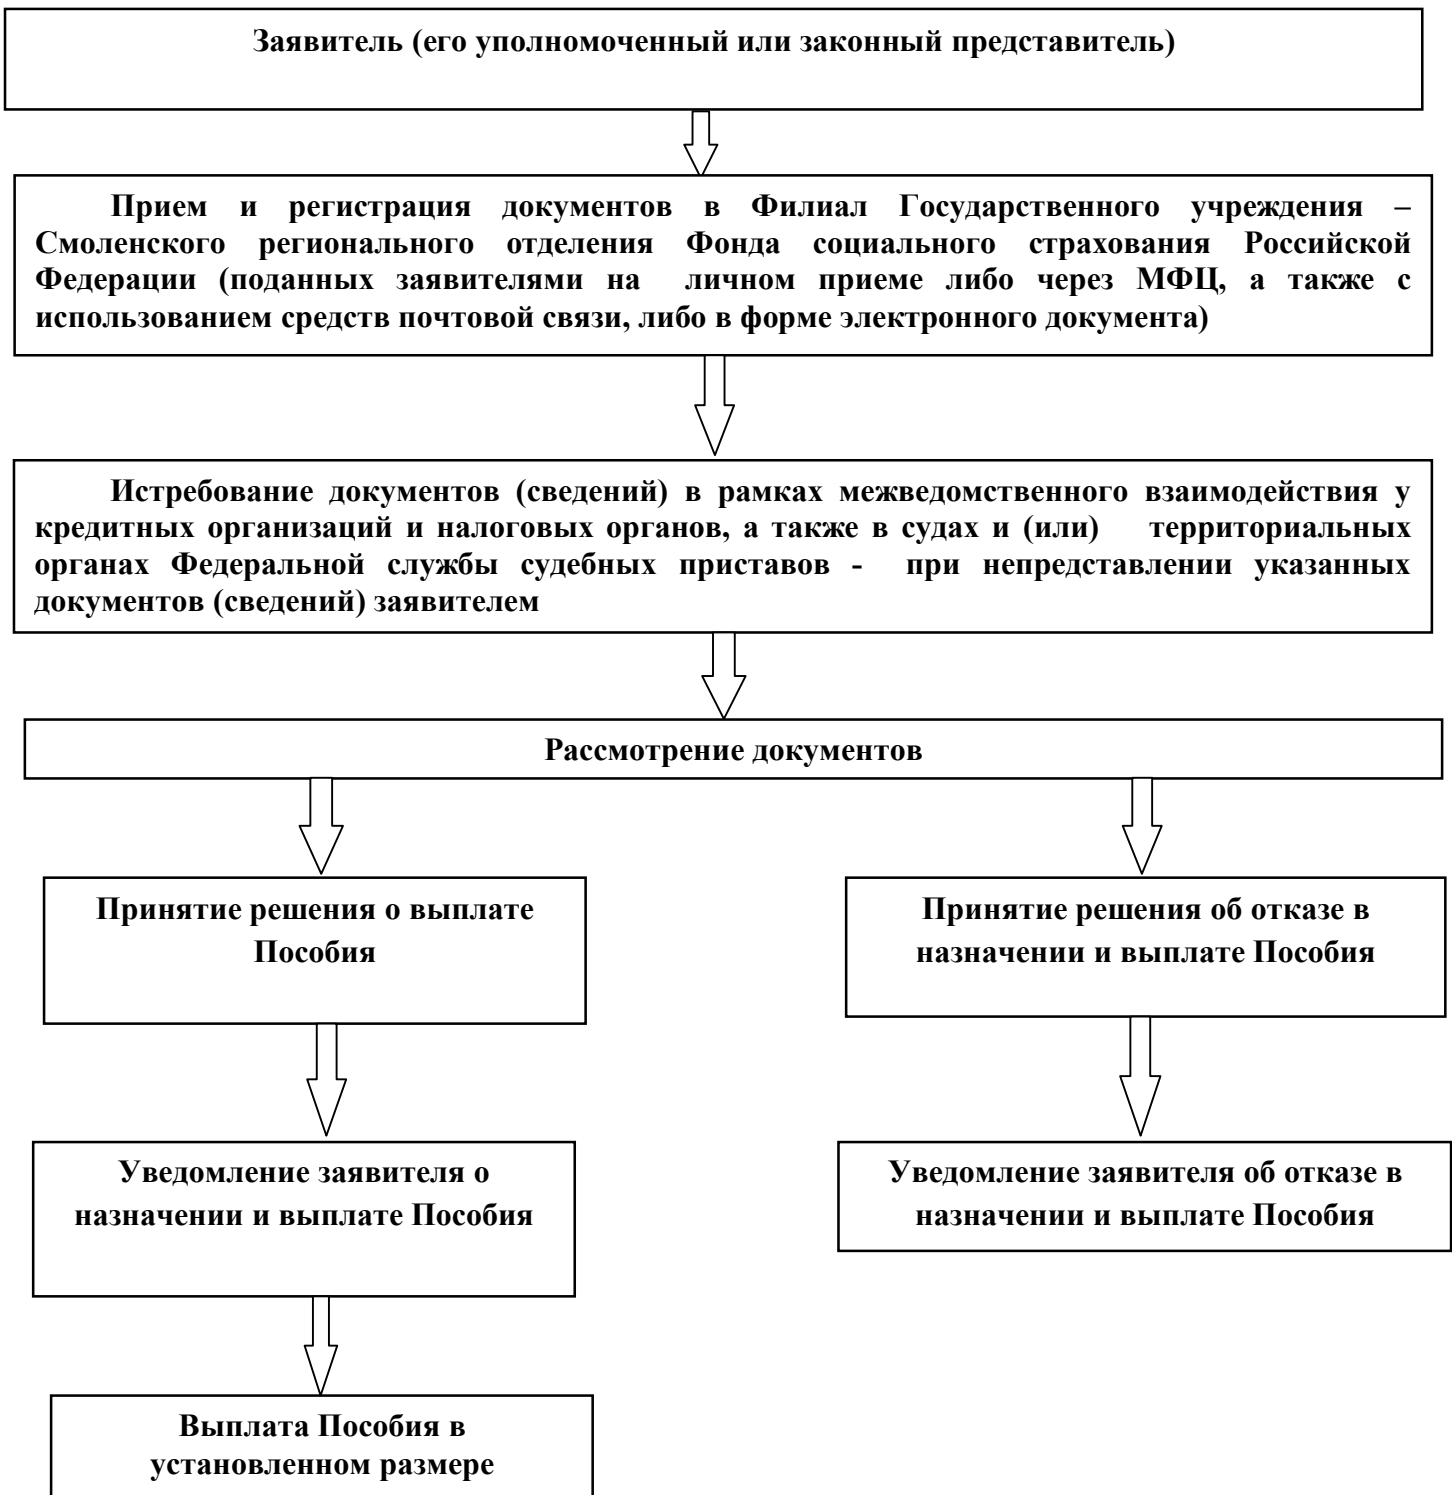 Заявитель (его уполномоченный или законный представитель)
Прием и регистрация документов в Филиал Государственного учреждения –
Смоленского регионального отделения Фонда социального страхования Российской
Федерации (поданных заявителями на личном приеме либо через МФЦ, а также с
использованием средств почтовой связи, либо в форме электронного документа)
Истребование документов (сведений) в рамках межведомственного взаимодействия у
кредитных организаций и налоговых органов, а также в судах и (или) территориальных
органах Федеральной службы судебных приставов - при непредставлении указанных
документов (сведений) заявителем
Рассмотрение документов
Принятие решения о выплате
Пособия
Принятие решения об отказе в
назначении и выплате Пособия
Уведомление заявителя о
назначении и выплате Пособия
Уведомление заявителя об отказе в
назначении и выплате Пособия
Выплата Пособия в
установленном размере